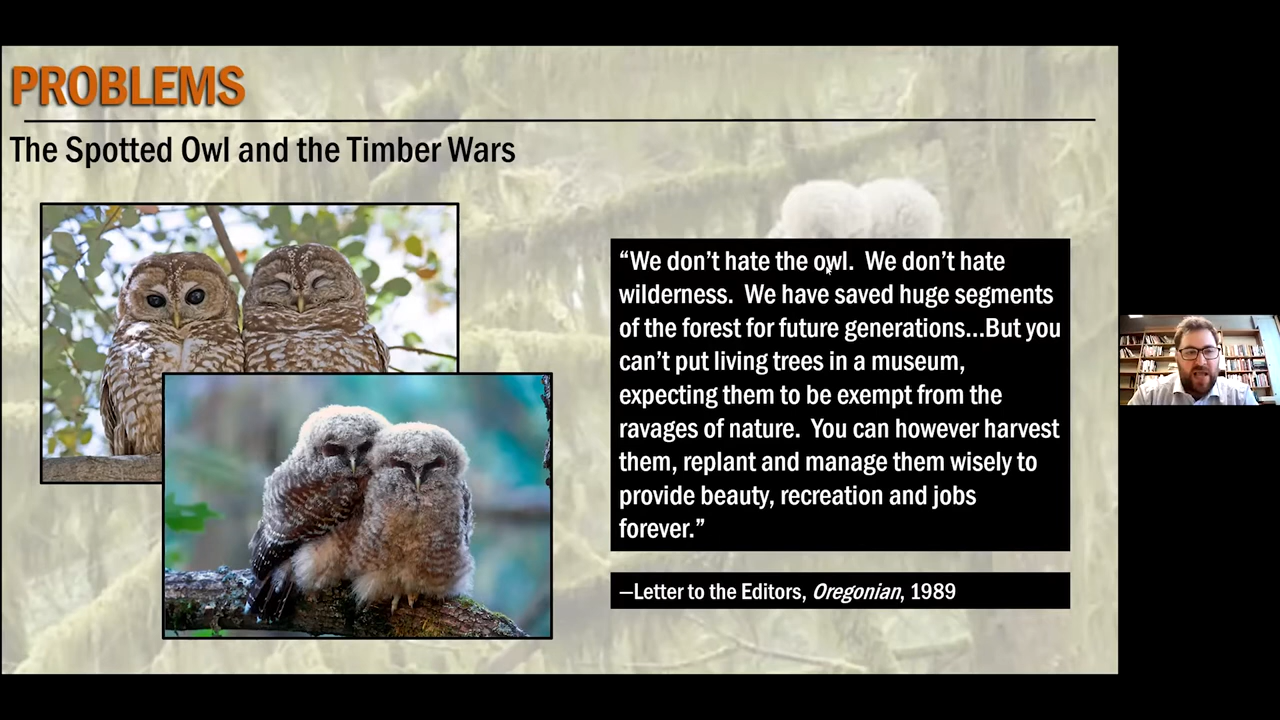 PROBLEMS
The Spotted Owl and the Timber Wars
“We don’t hate the owl.  We don’t hate
wilderness.  We have saved huge segments
of the forest for future generations...But you
can’t put living trees in a museum,
expecting them to be exempt from the
ravages of nature.  You can however harvest
them, replant and manage them wisely to
provide beauty, recreation and jobs
forever.”
—Letter to the Editors, Oregonian, 1989